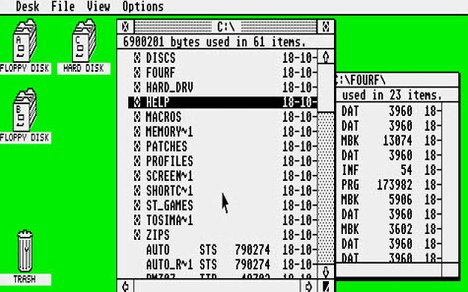 Desk File View Options
A
FLOPPY DISK
C
HARD DISK
B
FLOPPY DISK
TRASH
C:\
6900201 bytes used in 61 items.
DISCS 18-10-
FOURF 18-10-
HARD_DRV 18-10-
HELP 18-10-
MACROS 18-10-
MEMORY~1 18-10-
PATCHES 18-10-
PROFILES 18-10-
SCREEN~1 18-10-
SHORTC~1 18-10-
ST_GAMES 18-10-
TOSIMA~1 18-10-
ZIPS 18-10-
AUTO STS 790274 18-10-
AUTO_R~1 STS 790274 18-10-
C:\FOURF\
used in 23 items.
DAT 3960 18-
DAT 3960 18-
MBK 13074 18-
DAT 3960 18-
INF 54 18-
PRG 173982 18-
MBK 5906 18-
DAT 3960 18-
MBK 3602 18-
DAT 3960 18-
DAT 3960 18-